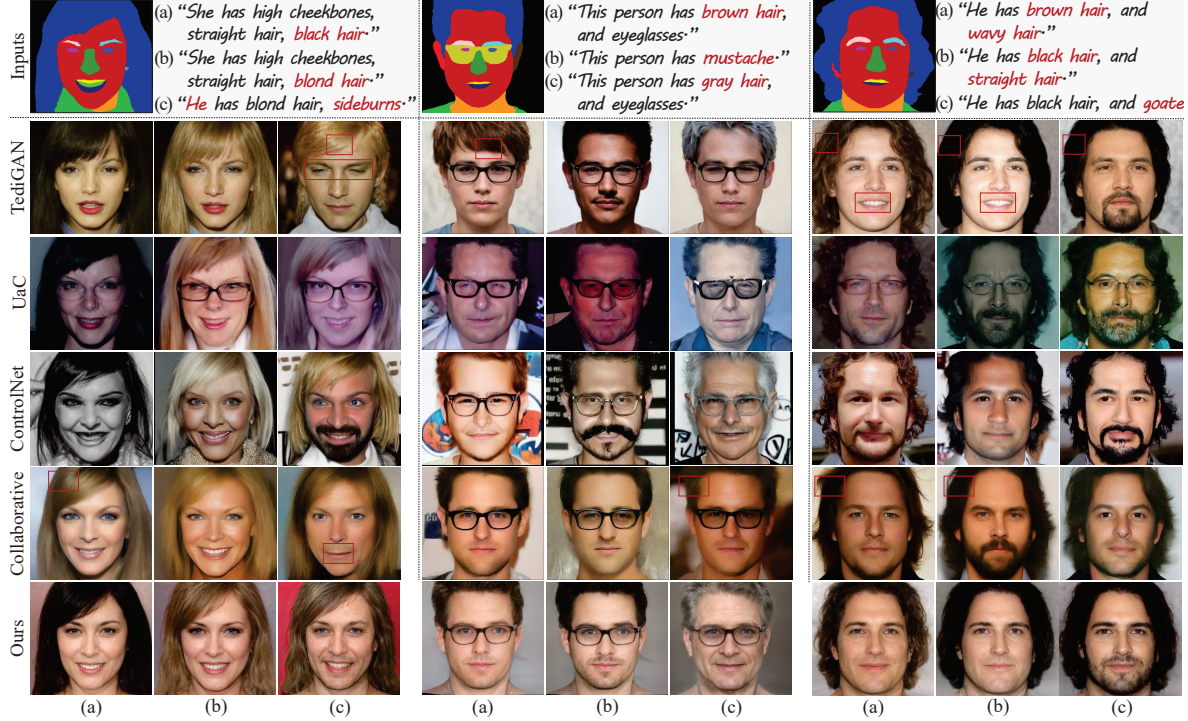 Inputs
(a) “She has high cheekbones,
straight hair, black hair.”
(b) “She has high cheekbones,
straight hair, blond hair.”
(c) “He has blond hair, sideburns.”
(a) “This person has brown hair,
and eyeglasses.”
(b) “This person has mustache.”
(c) “This person has gray hair,
and eyeglasses.”
(a) “He has brown hair, and
wavy hair.”
(b) “He has black hair, and
straight hair.”
(c) “He has black hair, and goate
TediGAN
UaC
ControlNet
Collaborative
Ours
(a) (b) (c) (a) (b) (c) (a) (b) (c)